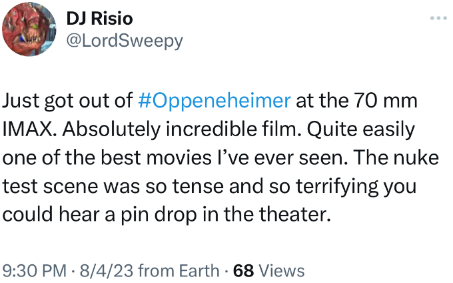 DJ Risio
@LordSweepy
Just got out of #Oppeneheimer at the 70 mm
IMAX. Absolutely incredible film. Quite easily
one of the best movies I've ever seen. The nuke
test scene was so tense and so terrifying you
could hear a pin drop in the theater.
9:30 PM · 8/4/23 from Earth · 68 Views